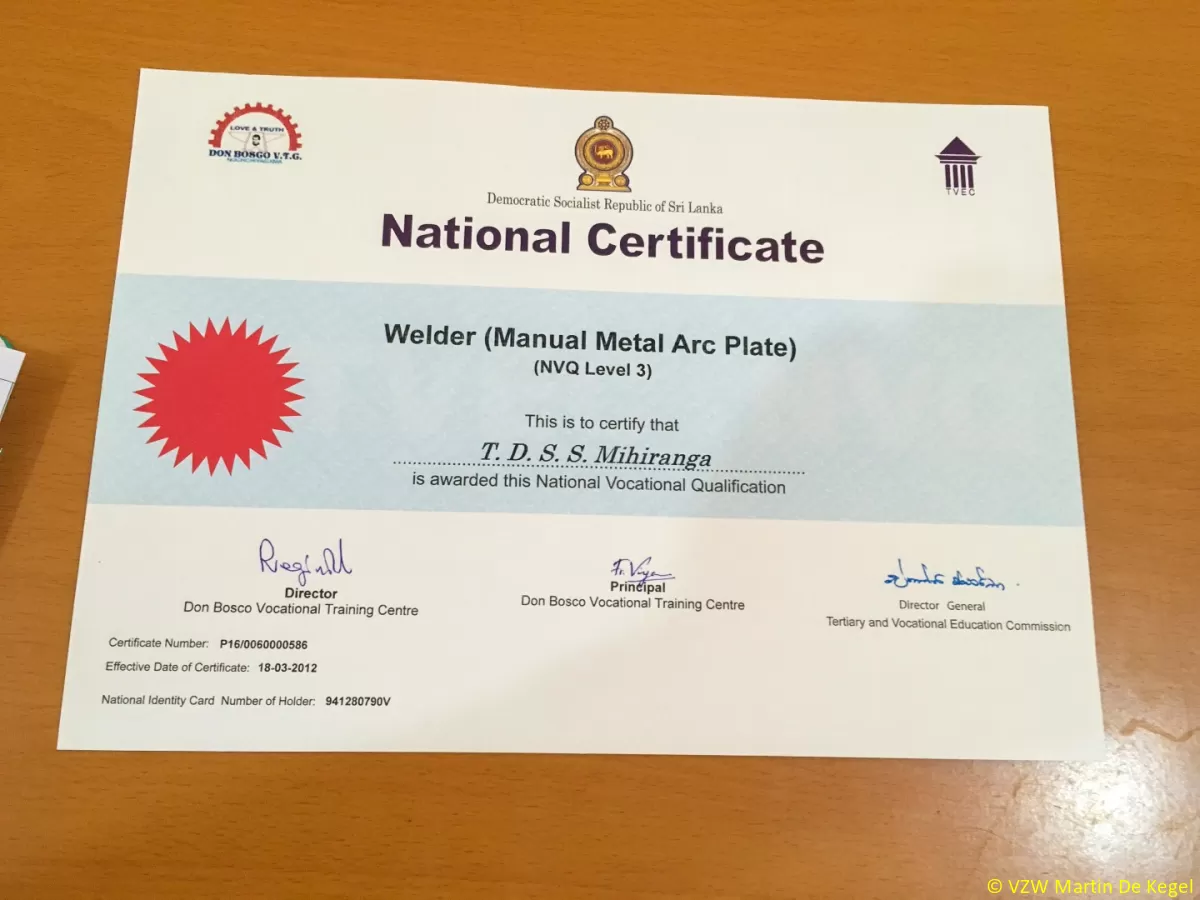 LOVE & TRUTH
DON BOSCO V.T.G.
TVEC
Democratic Socialist Republic of Sri Lanka
National Certificate
Welder (Manual Metal Arc Plate)
(NVQ Level 3)
This is to certify that
T. D. S. S. Mihiranga
is awarded this National Vocational Qualification
Director
Don Bosco Vocational Training Centre
Principal
Don Bosco Vocational Training Centre
Director General
Tertiary and Vocational Education Commission
Certificate Number: P16/0060000586
Effective Date of Certificate: 18-03-2012
National Identity Card Number of Holder: 941280790V
© VZW Martin De Kegel